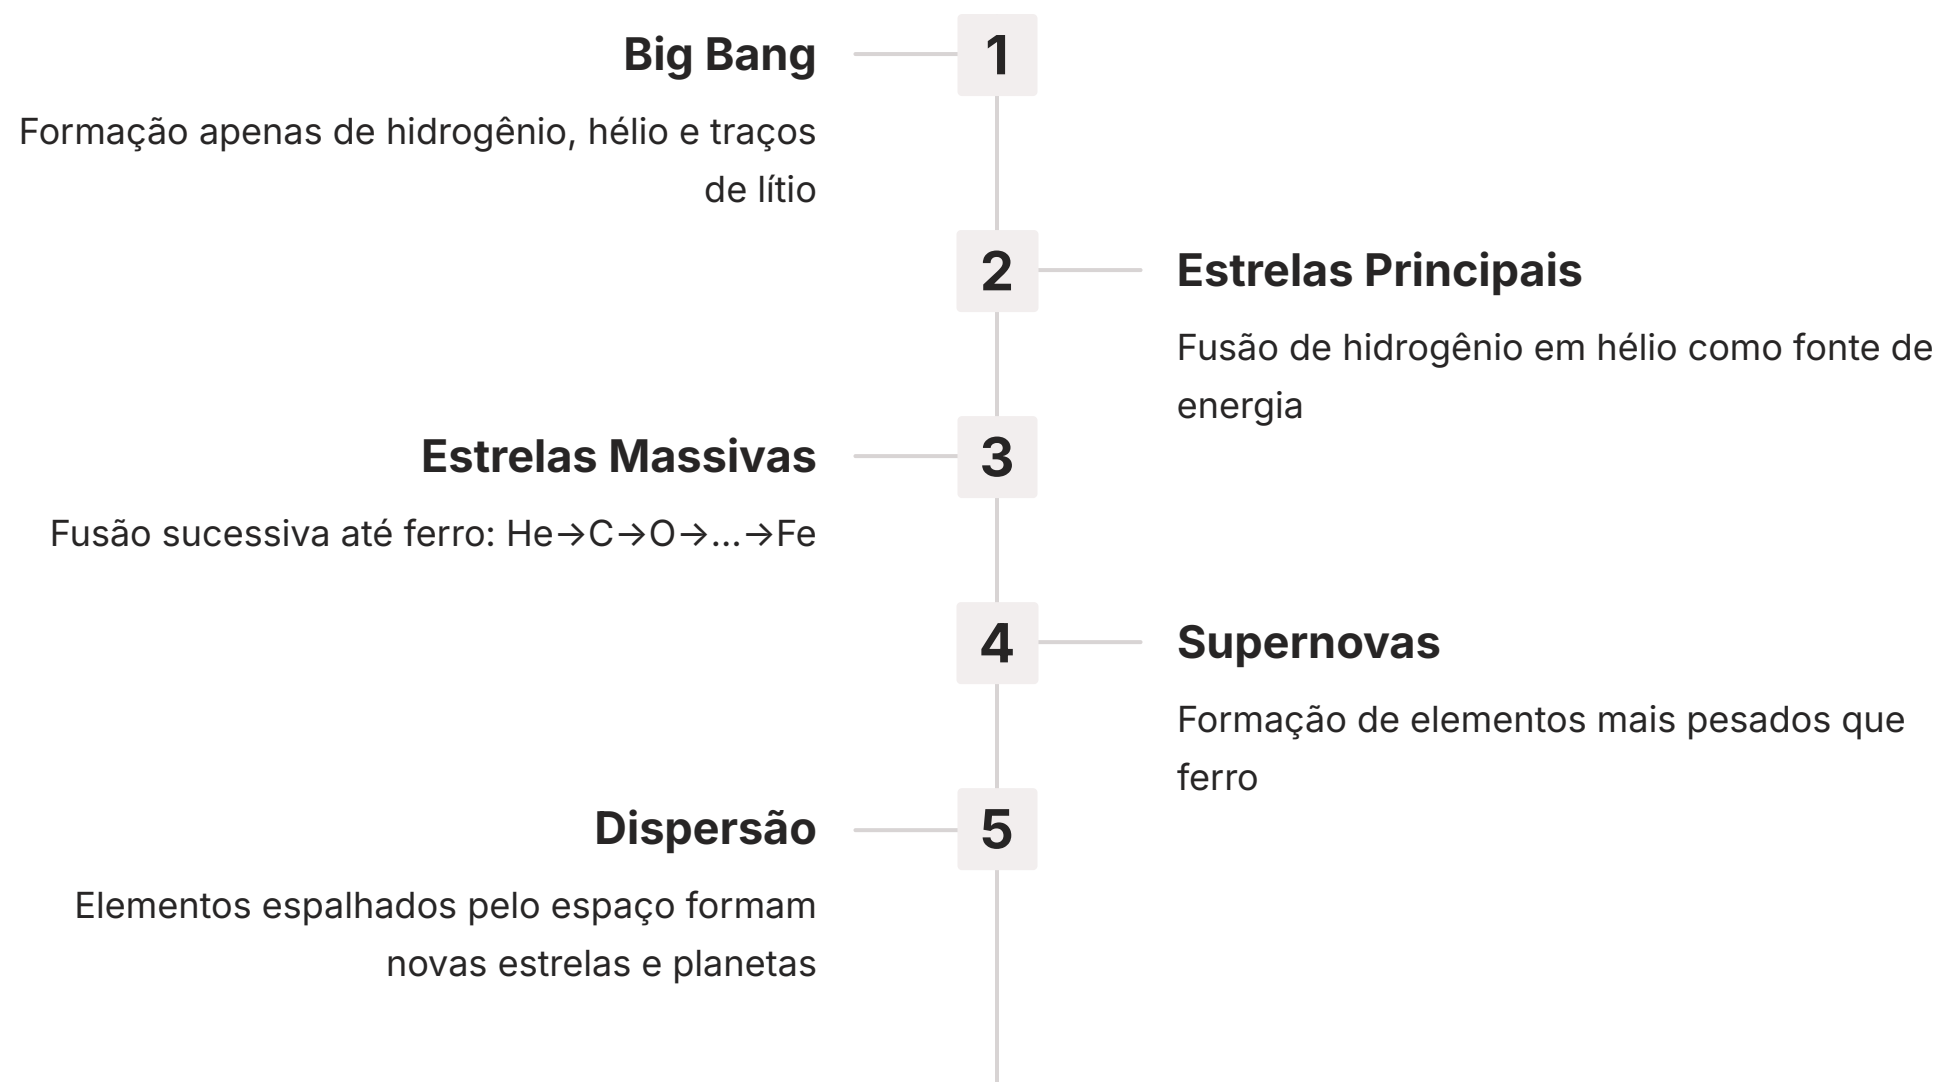 Big Bang
1
Formação apenas de hidrogênio, hélio e traços
de lítio
2
Estrelas Principais
Fusão de hidrogênio em hélio como fonte de
energia
Estrelas Massivas
3
Fusão sucessiva até ferro: He→C→O→...→Fe
4
Supernovas
Formação de elementos mais pesados que
ferro
Dispersão
5
Elementos espalhados pelo espaço formam
novas estrelas e planetas